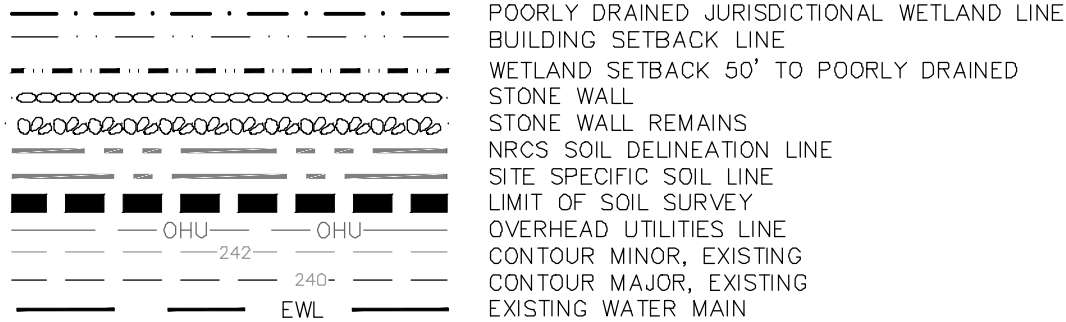 POORLY DRAINED JURISDICTIONAL WETLAND LINE
BUILDING SETBACK LINE
WETLAND SETBACK 50' TO POORLY DRAINED
STONE WALL
STONE WALL REMAINS
NRCS SOIL DELINEATION LINE
SITE SPECIFIC SOIL LINE
LIMIT OF SOIL SURVEY
OHU OHU OVERHEAD UTILITIES LINE
242 CONTOUR MINOR, EXISTING
240 CONTOUR MAJOR, EXISTING
EWL EXISTING WATER MAIN